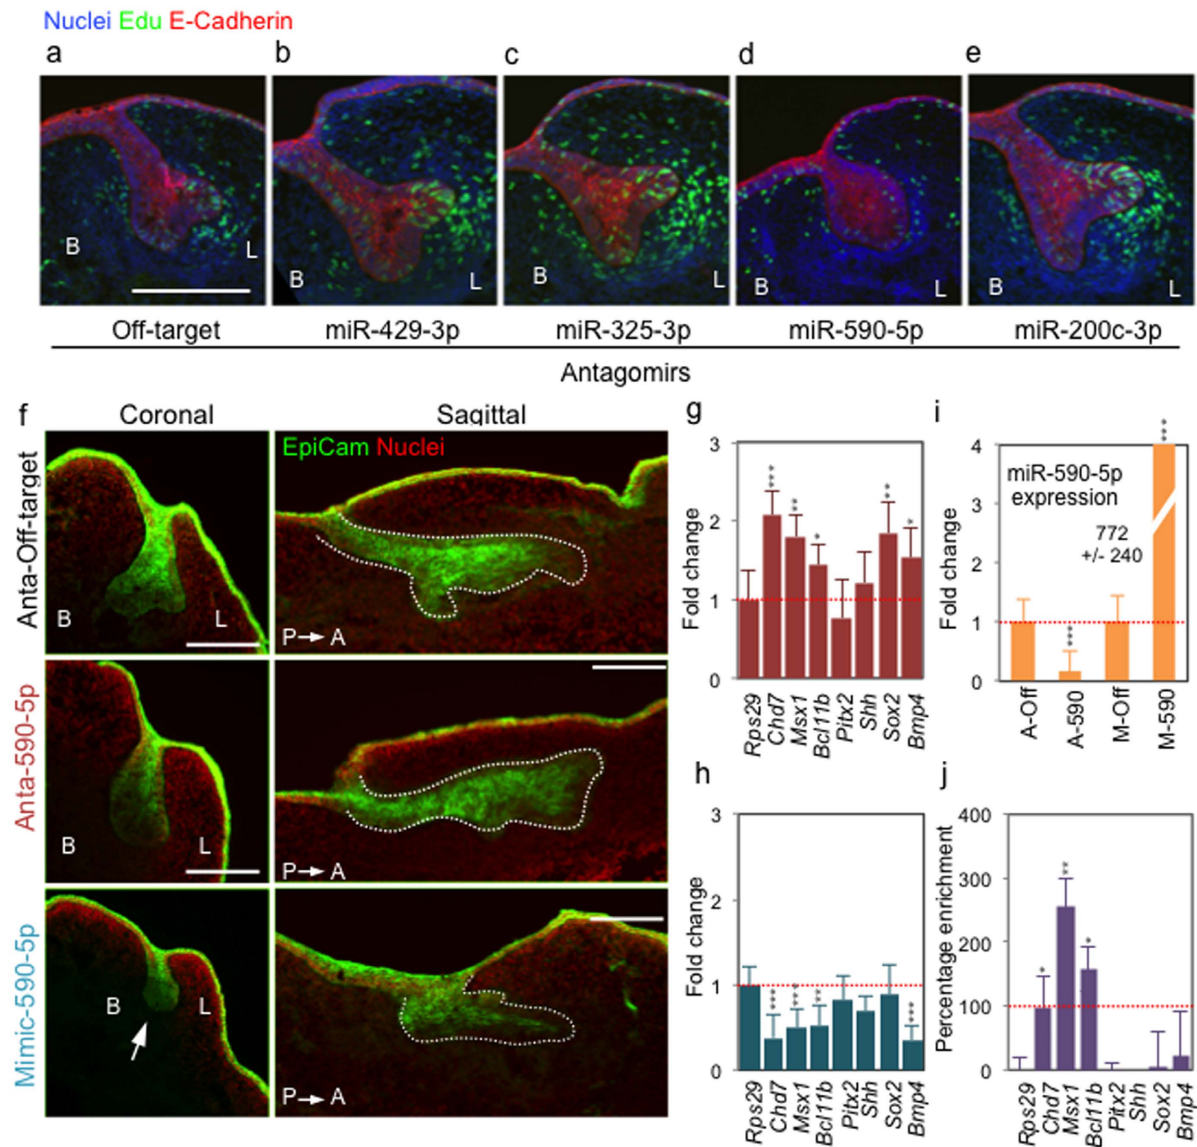 Nuclei Edu E-Cadherin
a b c d e
B L B L B L B L B L
Off-target miR-429-3p miR-325-3p miR-590-5p miR-200c-3p
Antagomirs
f Coronal Sagittal
Anta-Off-target
EpiCam Nuclei
B L
P→A
Anta-590-5p
B L
P→A
Mimic-590-5p
B L
P→A
g
Fold change
3
2
1
0
*** ** * ** *
Rps29 Chd7 Msx1 Bcl11b Pitx2 Shh Sox2 Bmp4
i
Fold change
4
3
2
1
0
miR-590-5p
expression
772
+/- 240
*** ***
A-Off A-590 M-Off M-590
h
Fold change
3
2
1
0
*** *** ** ***
Rps29 Chd7 Msx1 Bcl11b Pitx2 Shh Sox2 Bmp4
j
Percentage enrichment
400
300
200
100
0
* ** *
Rps29 Chd7 Msx1 Bcl11b Pitx2 Shh Sox2 Bmp4